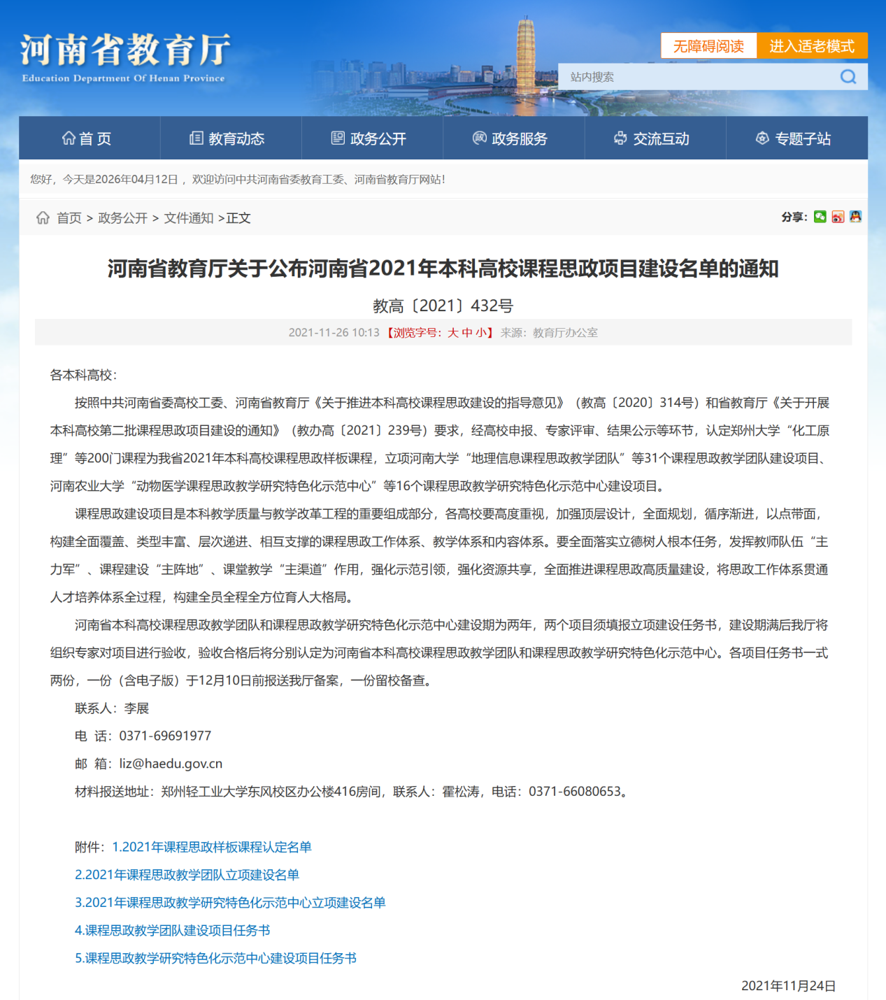 河南省教育厅
Education Department Of Henan Province
无障碍阅读 进入适老模式
站内搜索
首 页 教育动态 政务公开 政务服务 交流互动 专题子站
您好，今天是2026年04月12日 ，欢迎访问中共河南省委教育工委、河南省教育厅网站！
首页 > 政务公开 > 文件通知 >正文
分享：
河南省教育厅关于公布河南省2021年本科高校课程思政项目建设名单的通知
教高〔2021〕432号
2021-11-26 10:13 【浏览字号：大 中 小】 来源：教育厅办公室
各本科高校：
按照中共河南省委高校工委、河南省教育厅《关于推进本科高校课程思政建设的指导意见》（教高〔2020〕314号）和省教育厅《关于开展
本科高校第二批课程思政项目建设的通知》（教办高〔2021〕239号）要求，经高校申报、专家评审、结果公示等环节，认定郑州大学“化工原
理”等200门课程为我省2021年本科高校课程思政样板课程，立项河南大学“地理信息课程思政教学团队”等31个课程思政教学团队建设项目、
河南农业大学“动物医学课程思政教学研究特色化示范中心”等16个课程思政教学研究特色化示范中心建设项目。
课程思政建设项目是本科教学质量与教学改革工程的重要组成部分，各高校要高度重视，加强顶层设计，全面规划，循序渐进，以点带面，
构建全面覆盖、类型丰富、层次递进、相互支撑的课程思政工作体系、教学体系和内容体系。要全面落实立德树人根本任务，发挥教师队伍“主
力军”、课程建设“主阵地”、课堂教学“主渠道”作用，强化示范引领，强化资源共享，全面推进课程思政高质量建设，将思政工作体系贯通
人才培养体系全过程，构建全员全程全方位育人大格局。
河南省本科高校课程思政教学团队和课程思政教学研究特色化示范中心建设期为两年，两个项目须填报立项建设任务书，建设期满后我厅将
组织专家对项目进行验收，验收合格后将分别认定为河南省本科高校课程思政教学团队和课程思政教学研究特色化示范中心。各项目任务书一式
两份，一份（含电子版）于12月10日前报送我厅备案，一份留校备查。
联系人：李展
电 话：0371-69691977
邮 箱：liz@haedu.gov.cn
材料报送地址：郑州轻工业大学东风校区办公楼416房间，联系人：霍松涛，电话：0371-66080653。
附件：1.2021年课程思政样板课程认定名单
2.2021年课程思政教学团队立项建设名单
3.2021年课程思政教学研究特色化示范中心立项建设名单
4.课程思政教学团队建设项目任务书
5.课程思政教学研究特色化示范中心建设项目任务书
2021年11月24日